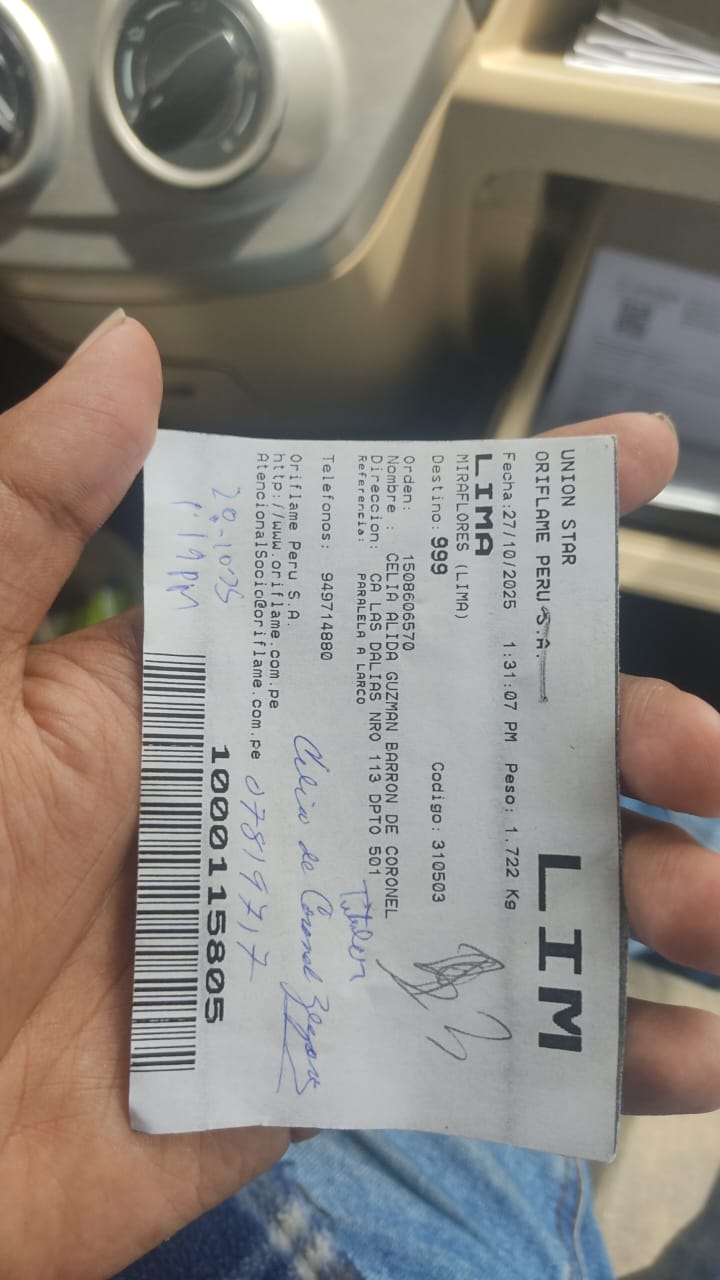 UNION STAR
ORIFLAME PERU S.A.
LIM
Fecha:27/10/2025 1:31:07 PM Peso: 1.722 Kg
LIMA
MIRAFLORES (LIMA)
Destino: 999 Codigo: 310503
Orden: 1508606570
Nombre : CELIA ALIDA GUZMAN BARRON DE CORONEL
Direccion: CA LAS DALIAS NRO 113 DPTO 501
Referencia: PARALELA A LARCO
Titular
Telefonos: 949714880
Oriflame Peru S.A.
http://www.oriflame.com.pe
AtencionalSocio@oriflame.com.pe
Celia de Coronel
07819717
1:19 PM
1000115805